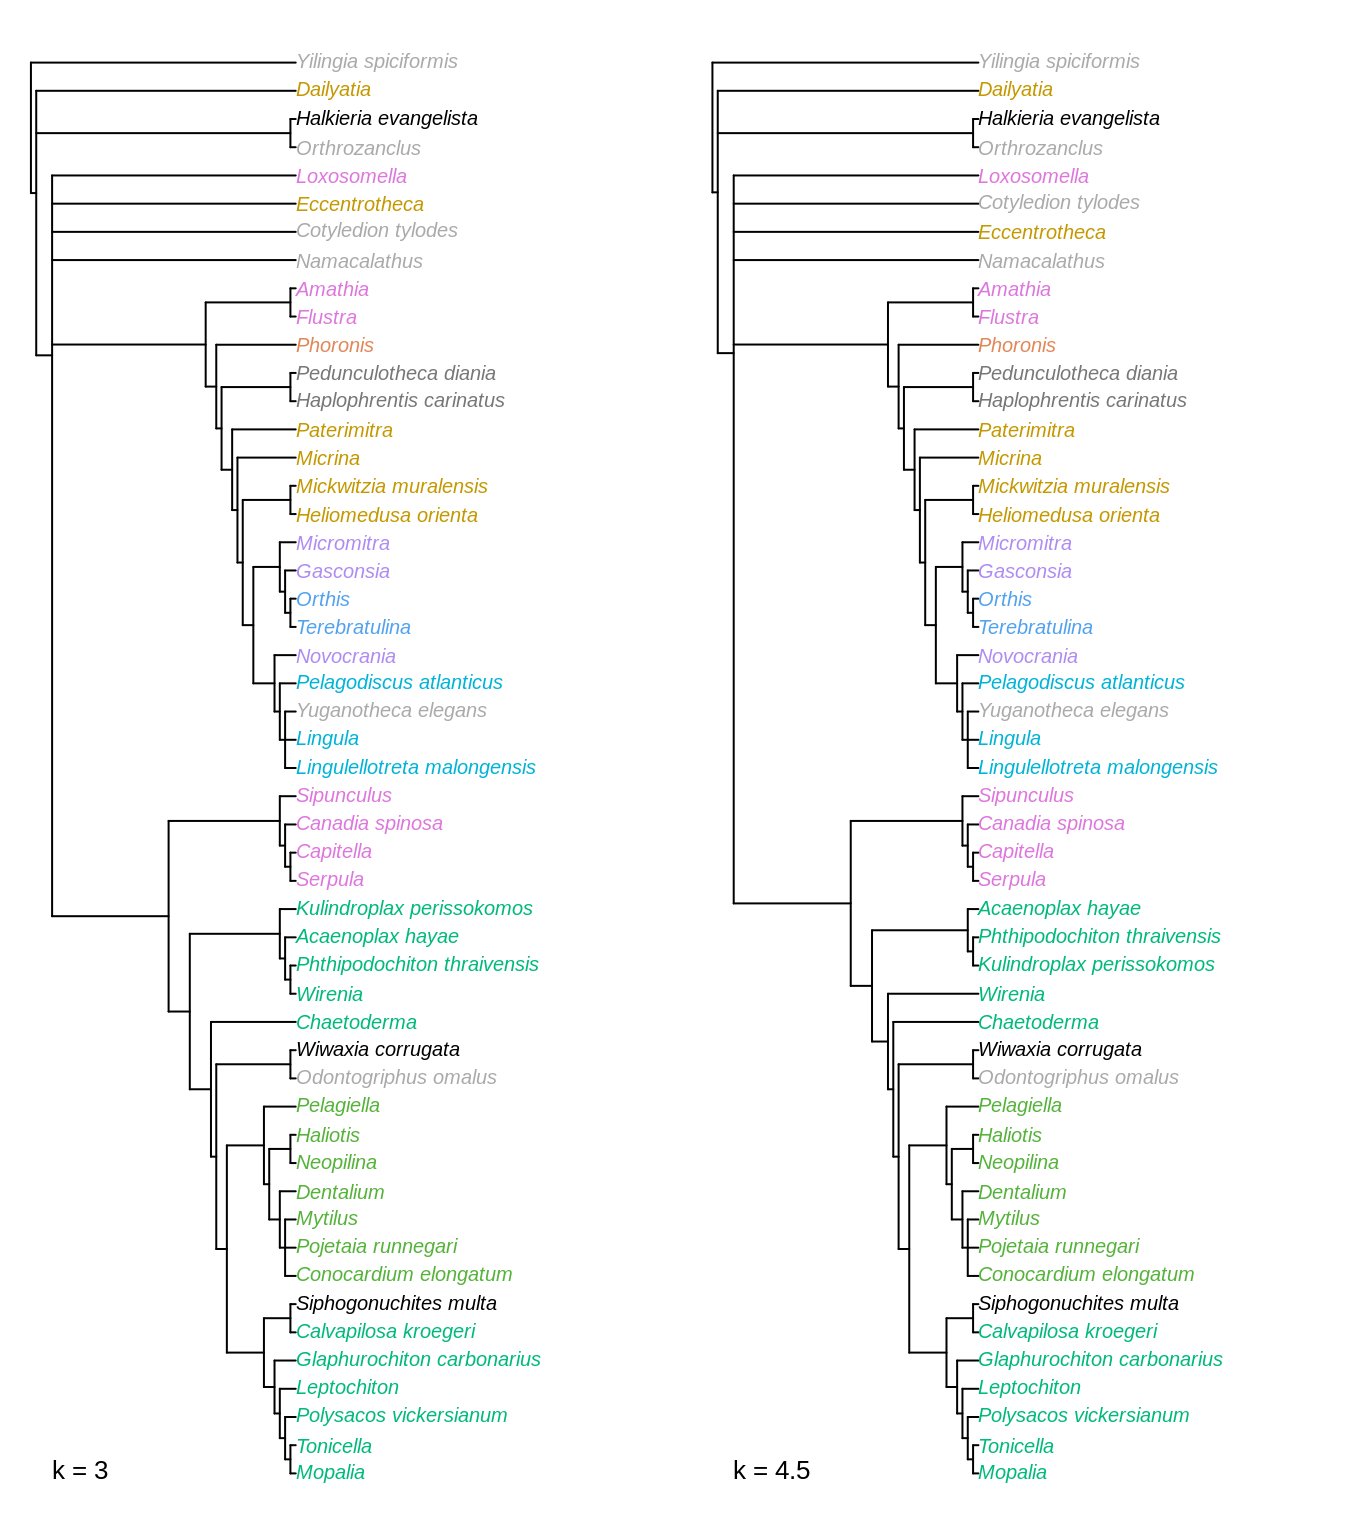 Yilingia spiciformis
Dailyatia
Halkieria evangelista
Orthrozanclus
Loxosomella
Eccentrotheca
Cotyledion tylodes
Namacalathus
Amathia
Flustra
Phoronis
Pedunculotheca diania
Haplophrentis carinatus
Paterimitra
Micrina
Mickwitzia muralensis
Heliomedusa orienta
Micromitra
Gasconsia
Orthis
Terebratulina
Novocrania
Pelagodiscus atlanticus
Yuganotheca elegans
Lingula
Lingulellotreta malongensis
Sipunculus
Canadia spinosa
Capitella
Serpula
Kulindroplax perissokomos
Acaenoplax hayae
Phthipodochiton thraivensis
Wirenia
Chaetoderma
Wiwaxia corrugata
Odontogriphus omalus
Pelagiella
Haliotis
Neopilina
Dentalium
Mytilus
Pojetaia runnegari
Conocardium elongatum
Siphogonuchites multa
Calvapilosa kroegeri
Glaphurochiton carbonarius
Leptochiton
Polysacos vickersianum
Tonicella
Mopalia
k = 3
Yilingia spiciformis
Dailyatia
Halkieria evangelista
Orthrozanclus
Loxosomella
Cotyledion tylodes
Eccentrotheca
Namacalathus
Amathia
Flustra
Phoronis
Pedunculotheca diania
Haplophrentis carinatus
Paterimitra
Micrina
Mickwitzia muralensis
Heliomedusa orienta
Micromitra
Gasconsia
Orthis
Terebratulina
Novocrania
Pelagodiscus atlanticus
Yuganotheca elegans
Lingula
Lingulellotreta malongensis
Sipunculus
Canadia spinosa
Capitella
Serpula
Acaenoplax hayae
Phthipodochiton thraivensis
Kulindroplax perissokomos
Wirenia
Chaetoderma
Wiwaxia corrugata
Odontogriphus omalus
Pelagiella
Haliotis
Neopilina
Dentalium
Mytilus
Pojetaia runnegari
Conocardium elongatum
Siphogonuchites multa
Calvapilosa kroegeri
Glaphurochiton carbonarius
Leptochiton
Polysacos vickersianum
Tonicella
Mopalia
k = 4.5